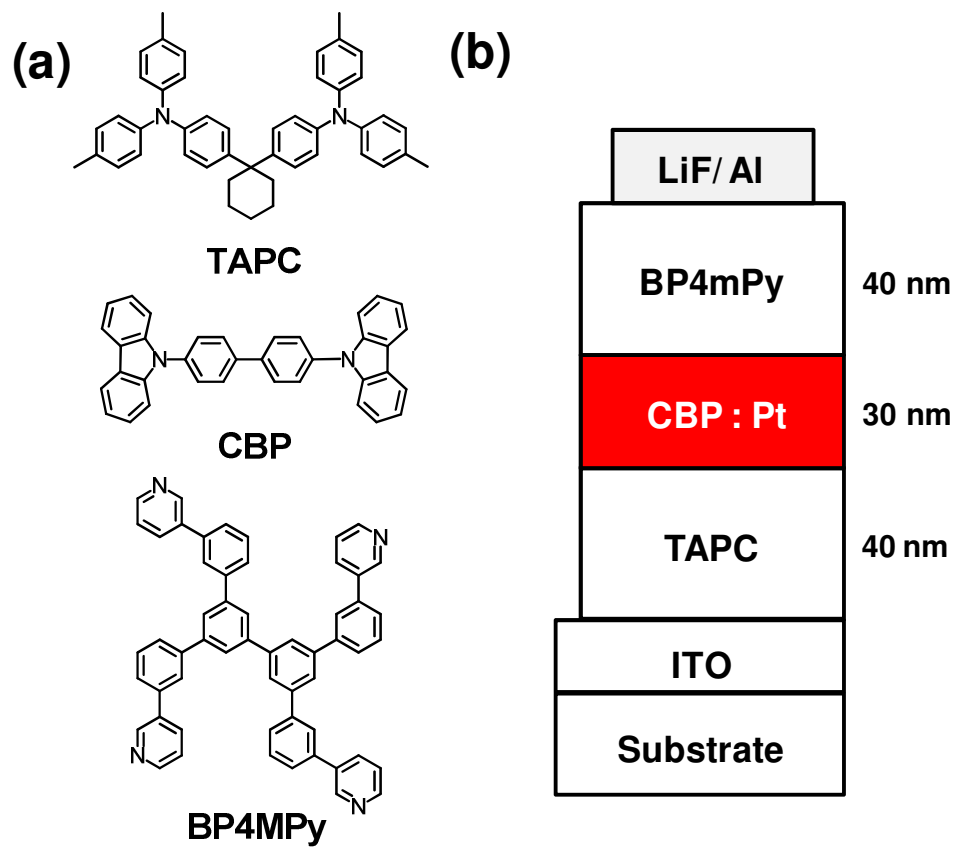 (a)
N
N
TAPC
N
N
CBP
N
N
N
N
BP4MPy
(b)
LiF/ Al
BP4mPy
40 nm
CBP : Pt
30 nm
TAPC
40 nm
ITO
Substrate